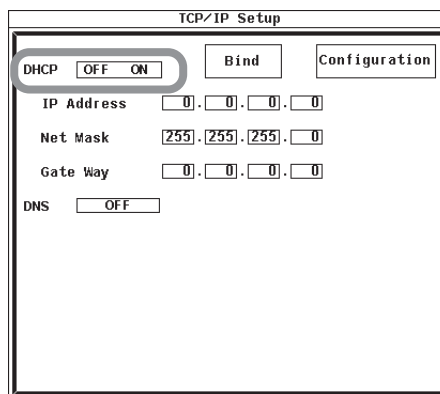 TCP/IP Setup
DHCP OFF ON Bind Configuration
IP Address 0. 0. 0. 0
Net Mask 255. 255. 255. 0
Gate Way 0. 0. 0. 0
DNS OFF